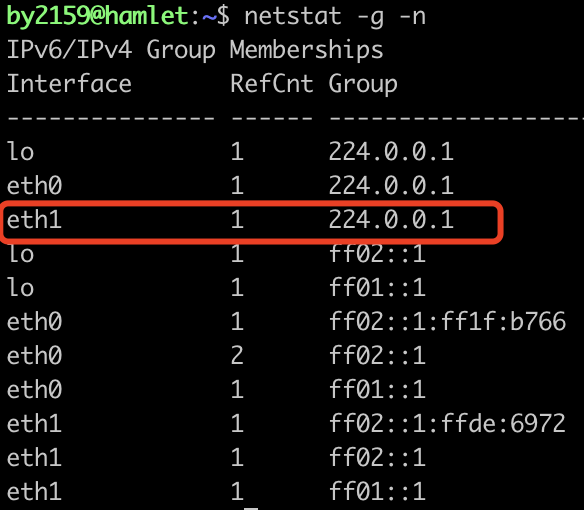 by2159@hamlet:~$ netstat -g -n
IPv6/IPv4 Group Memberships
Interface       RefCnt Group
--------------- ------ -------------------
lo              1      224.0.0.1
eth0            1      224.0.0.1
eth1            1      224.0.0.1
lo              1      ff02::1
lo              1      ff01::1
eth0            1      ff02::1:ff1f:b766
eth0            2      ff02::1
eth0            1      ff01::1
eth1            1      ff02::1:ffde:6972
eth1            1      ff02::1
eth1            1      ff01::1